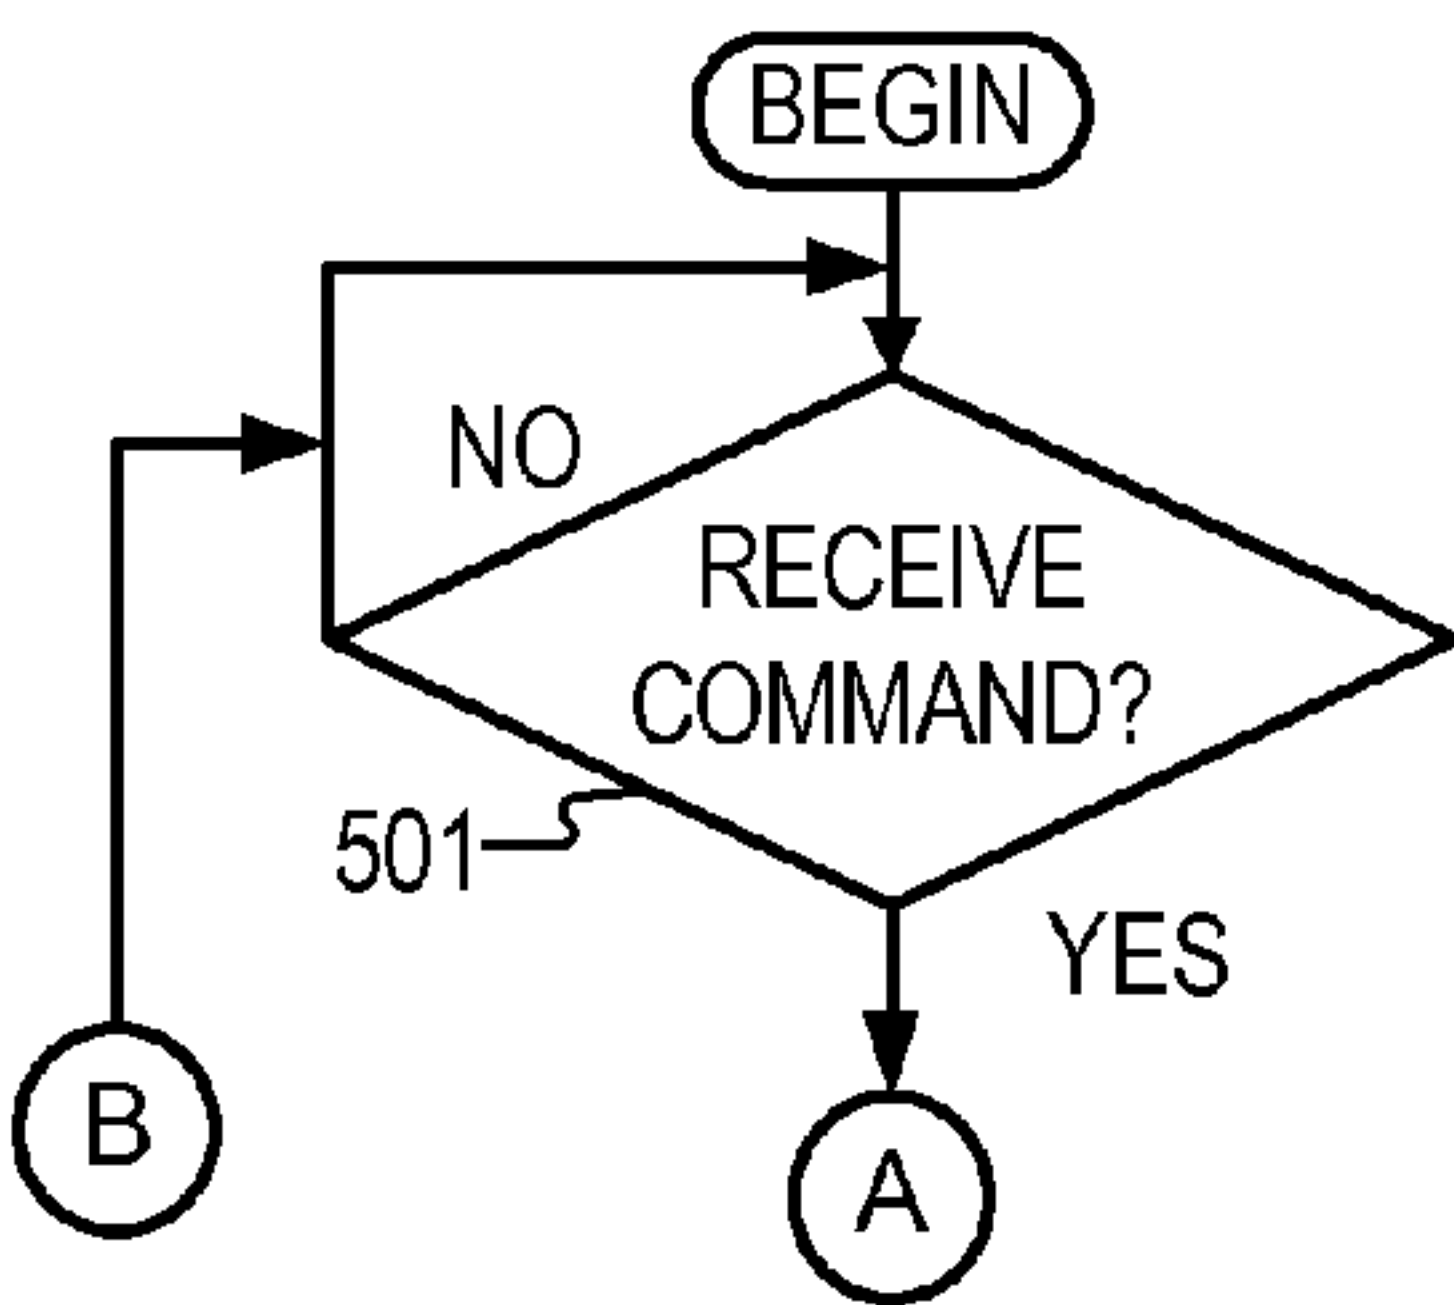 BEGIN
NO
RECEIVE
COMMAND?
501
YES
B
A